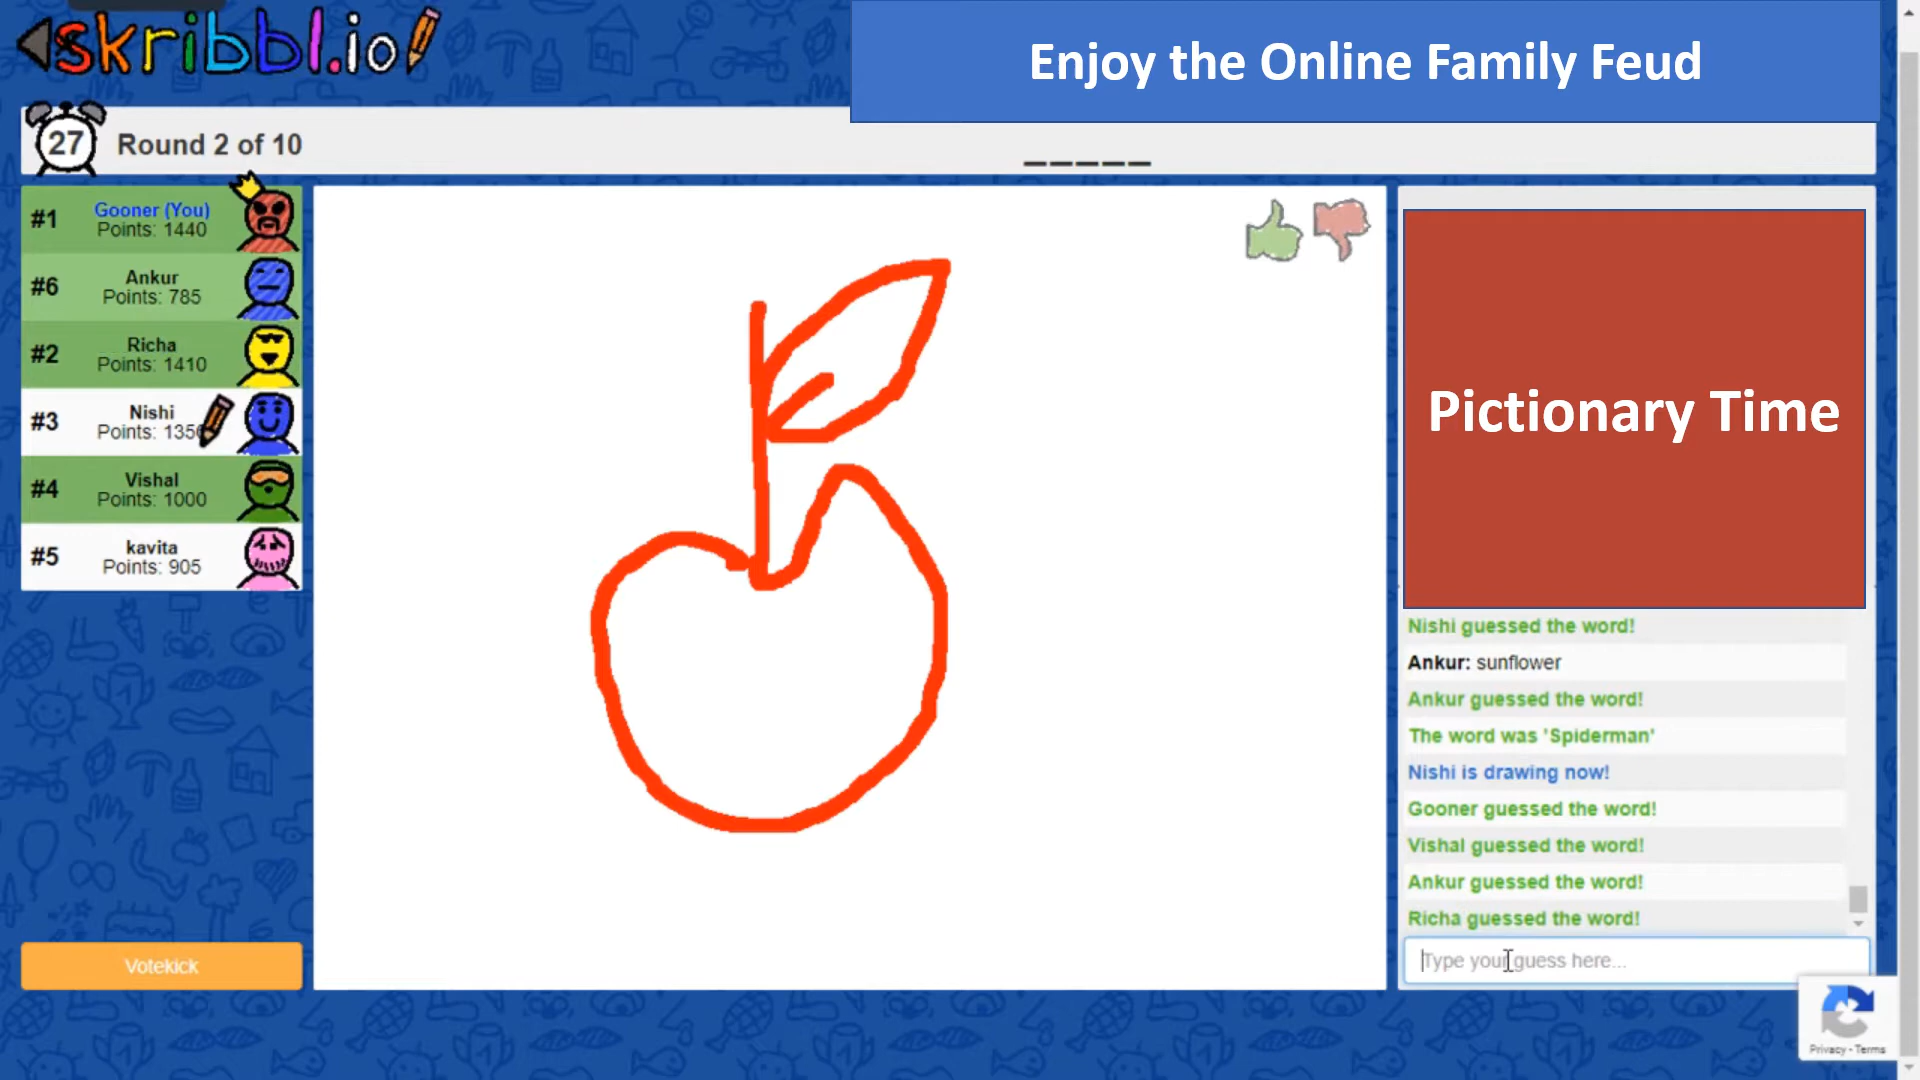 skribbl.io
Enjoy the Online Family Feud
27
Round 2 of 10
_____
#1
Gooner (You)
Points: 1440
#6
Ankur
Points: 785
#2
Richa
Points: 1410
#3
Nishi
Points: 1350
#4
Vishal
Points: 1000
#5
kavita
Points: 905
Votekick
Pictionary Time
Nishi guessed the word!
Ankur: sunflower
Ankur guessed the word!
The word was 'Spiderman'
Nishi is drawing now!
Gooner guessed the word!
Vishal guessed the word!
Ankur guessed the word!
Richa guessed the word!
Type your guess here...
Privacy - Terms